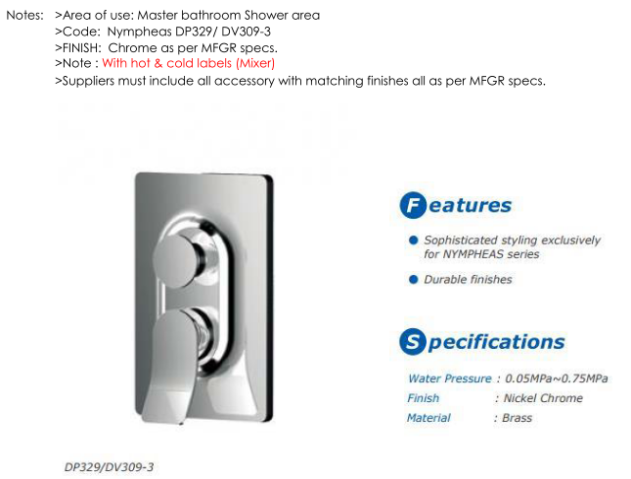 Notes: >Area of use: Master bathroom Shower area
>Code: Nympheas DP329/ DV309-3
>FINISH: Chrome as per MFGR specs.
>Note : With hot & cold labels (Mixer)
>Suppliers must include all accessory with matching finishes all as per MFGR specs.
Features
Sophisticated styling exclusively
for NYMPHEAS series
Durable finishes
Specifications
Water Pressure : 0.05MPa~0.75MPa
Finish : Nickel Chrome
Material : Brass
DP329/DV309-3